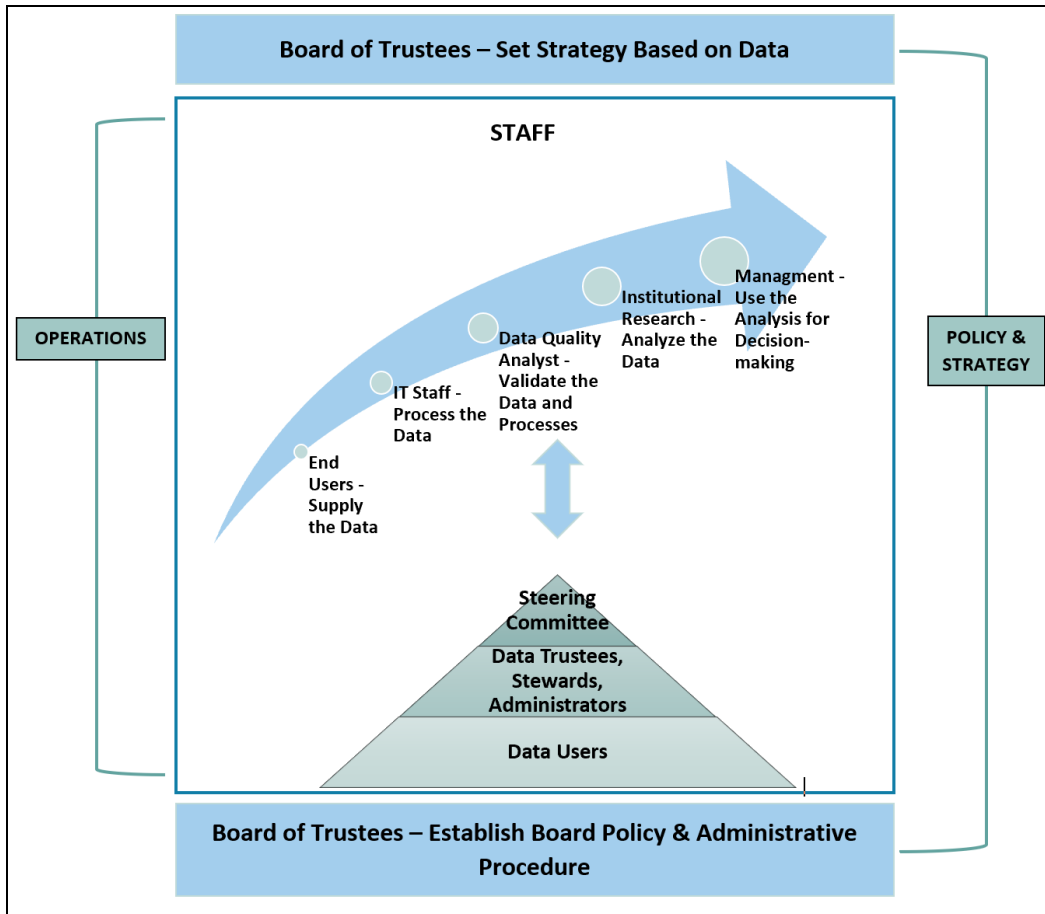 Board of Trustees – Set Strategy Based on Data
STAFF
OPERATIONS
POLICY &
STRATEGY
End
Users -
Supply
the Data
IT Staff -
Process the
Data
Data Quality
Analyst -
Validate the
Data and
Processes
Institutional
Research -
Analyze the
Data
Managment -
Use the
Analysis for
Decision-
making
Steering
Committee
Data Trustees,
Stewards,
Administrators
Data Users
Board of Trustees – Establish Board Policy & Administrative
Procedure